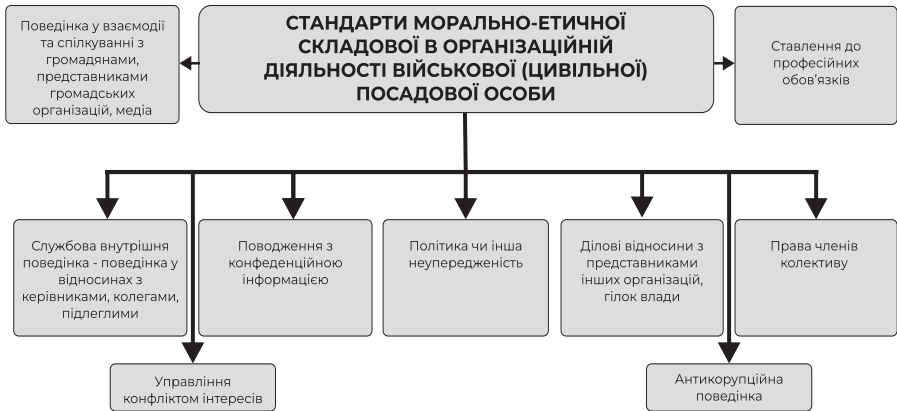 Поведінка у взаємодії
та спілкуванні з
громадянами,
представниками
громадських
організацій, медіа
СТАНДАРТИ МОРАЛЬНО-ЕТИЧНОЇ
СКЛАДОВОЇ В ОРГАНІЗАЦІЙНІЙ
ДІЯЛЬНОСТІ ВІЙСЬКОВОЇ (ЦИВІЛЬНОЇ)
ПОСАДОВОЇ ОСОБИ
Ставлення до
професійних
обов’язків
Службова внутрішня
поведінка - поведінка у
відносинах з
керівниками, колегами,
підлеглими
Поводження з
конфеденційною
інформацією
Політика чи інша
неупередженість
Ділові відносини з
представниками
інших організацій,
гілок влади
Права членів
колективу
Управління
конфліктом інтересів
Антикорупційна
поведінка